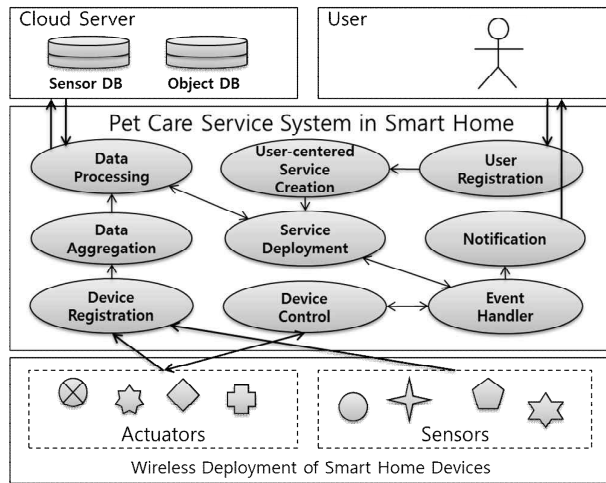 Cloud Server
Sensor DB
Object DB
User
Pet Care Service System in Smart Home
Data
Processing
User-centered
Service
Creation
User
Registration
Data
Aggregation
Service
Deployment
Notification
Device
Registration
Device
Control
Event
Handler
Actuators
Sensors
Wireless Deployment of Smart Home Devices